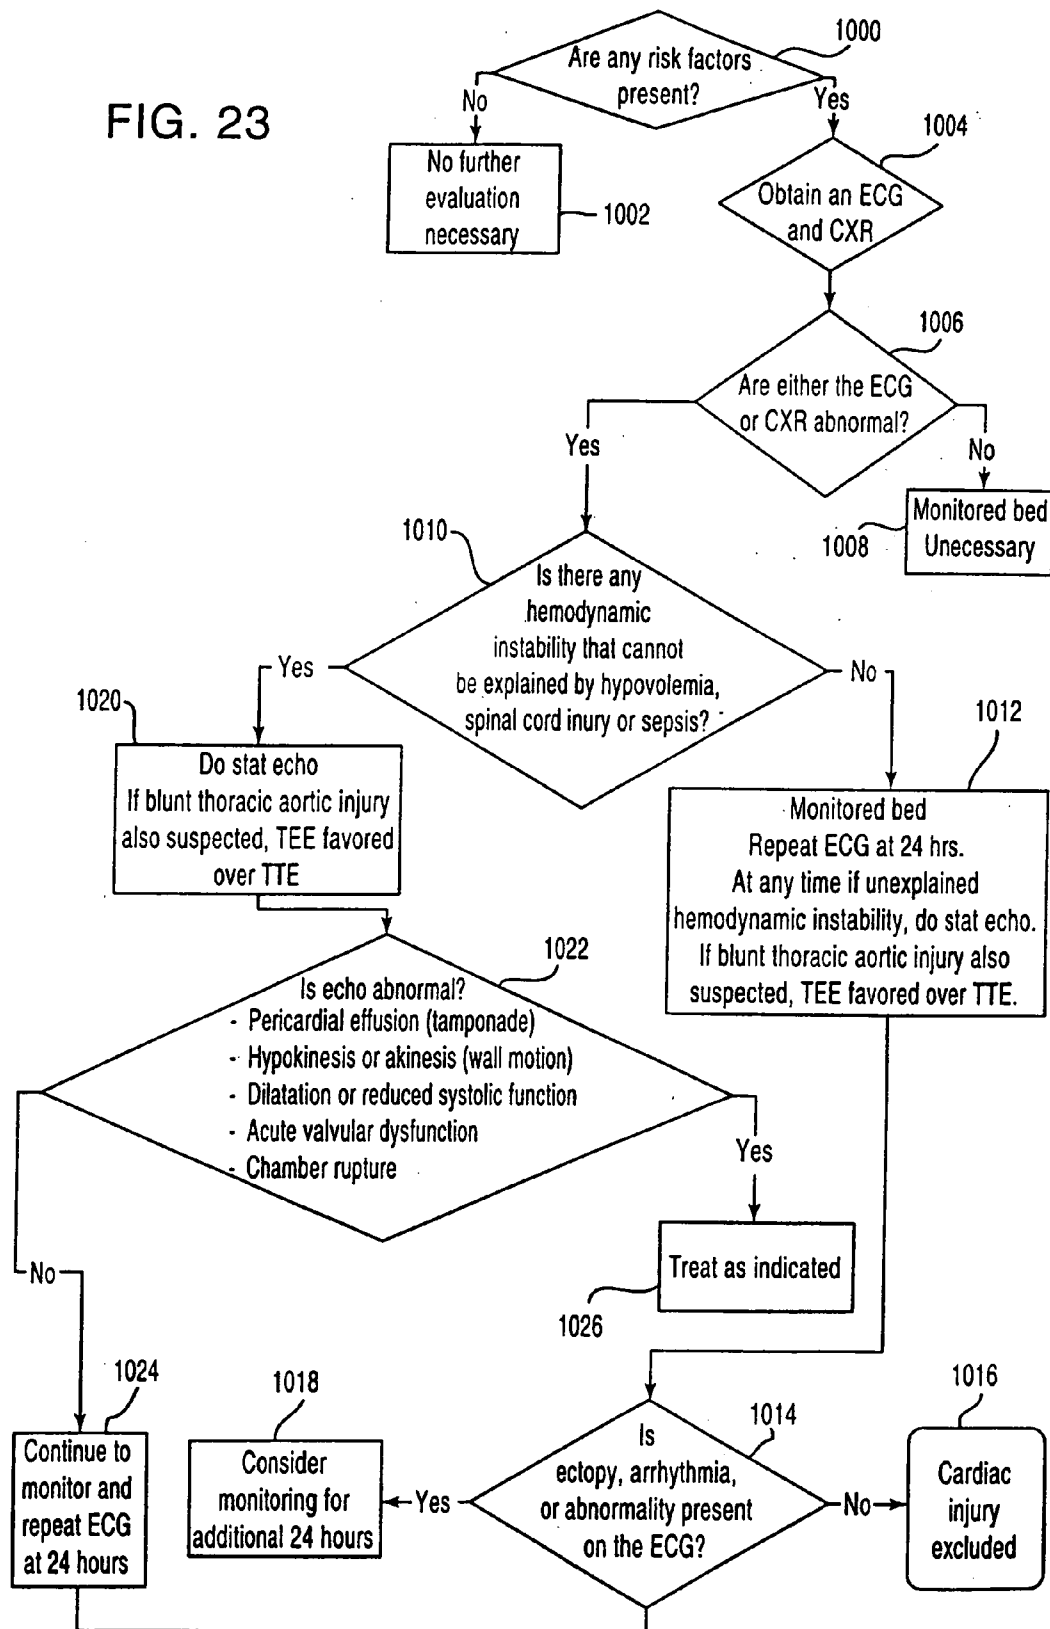 FIG. 23
1000
Are any risk factors
present?
No
Yes
No further
evaluation
necessary
1002
1004
Obtain an ECG
and CXR
1006
Are either the ECG
or CXR abnormal?
Yes
No
Monitored bed
Unecessary
1008
1010
Is there any
hemodynamic
instability that cannot
be explained by hypovolemia,
spinal cord inury or sepsis?
Yes
No
1020
Do stat echo
If blunt thoracic aortic injury
also suspected, TEE favored
over TTE
1012
Monitored bed
Repeat ECG at 24 hrs.
At any time if unexplained
hemodynamic instability, do stat echo.
If blunt thoracic aortic injury also
suspected, TEE favored over TTE.
1022
Is echo abnormal?
- Pericardial effusion (tamponade)
- Hypokinesis or akinesis (wall motion)
- Dilatation or reduced systolic function
- Acute valvular dysfunction
- Chamber rupture
No
Yes
Treat as indicated
1026
1024
Continue to
monitor and
repeat ECG
at 24 hours
1018
Consider
monitoring for
additional 24 hours
Yes
1014
Is
ectopy, arrhythmia,
or abnormality present
on the ECG?
No
1016
Cardiac
injury
excluded